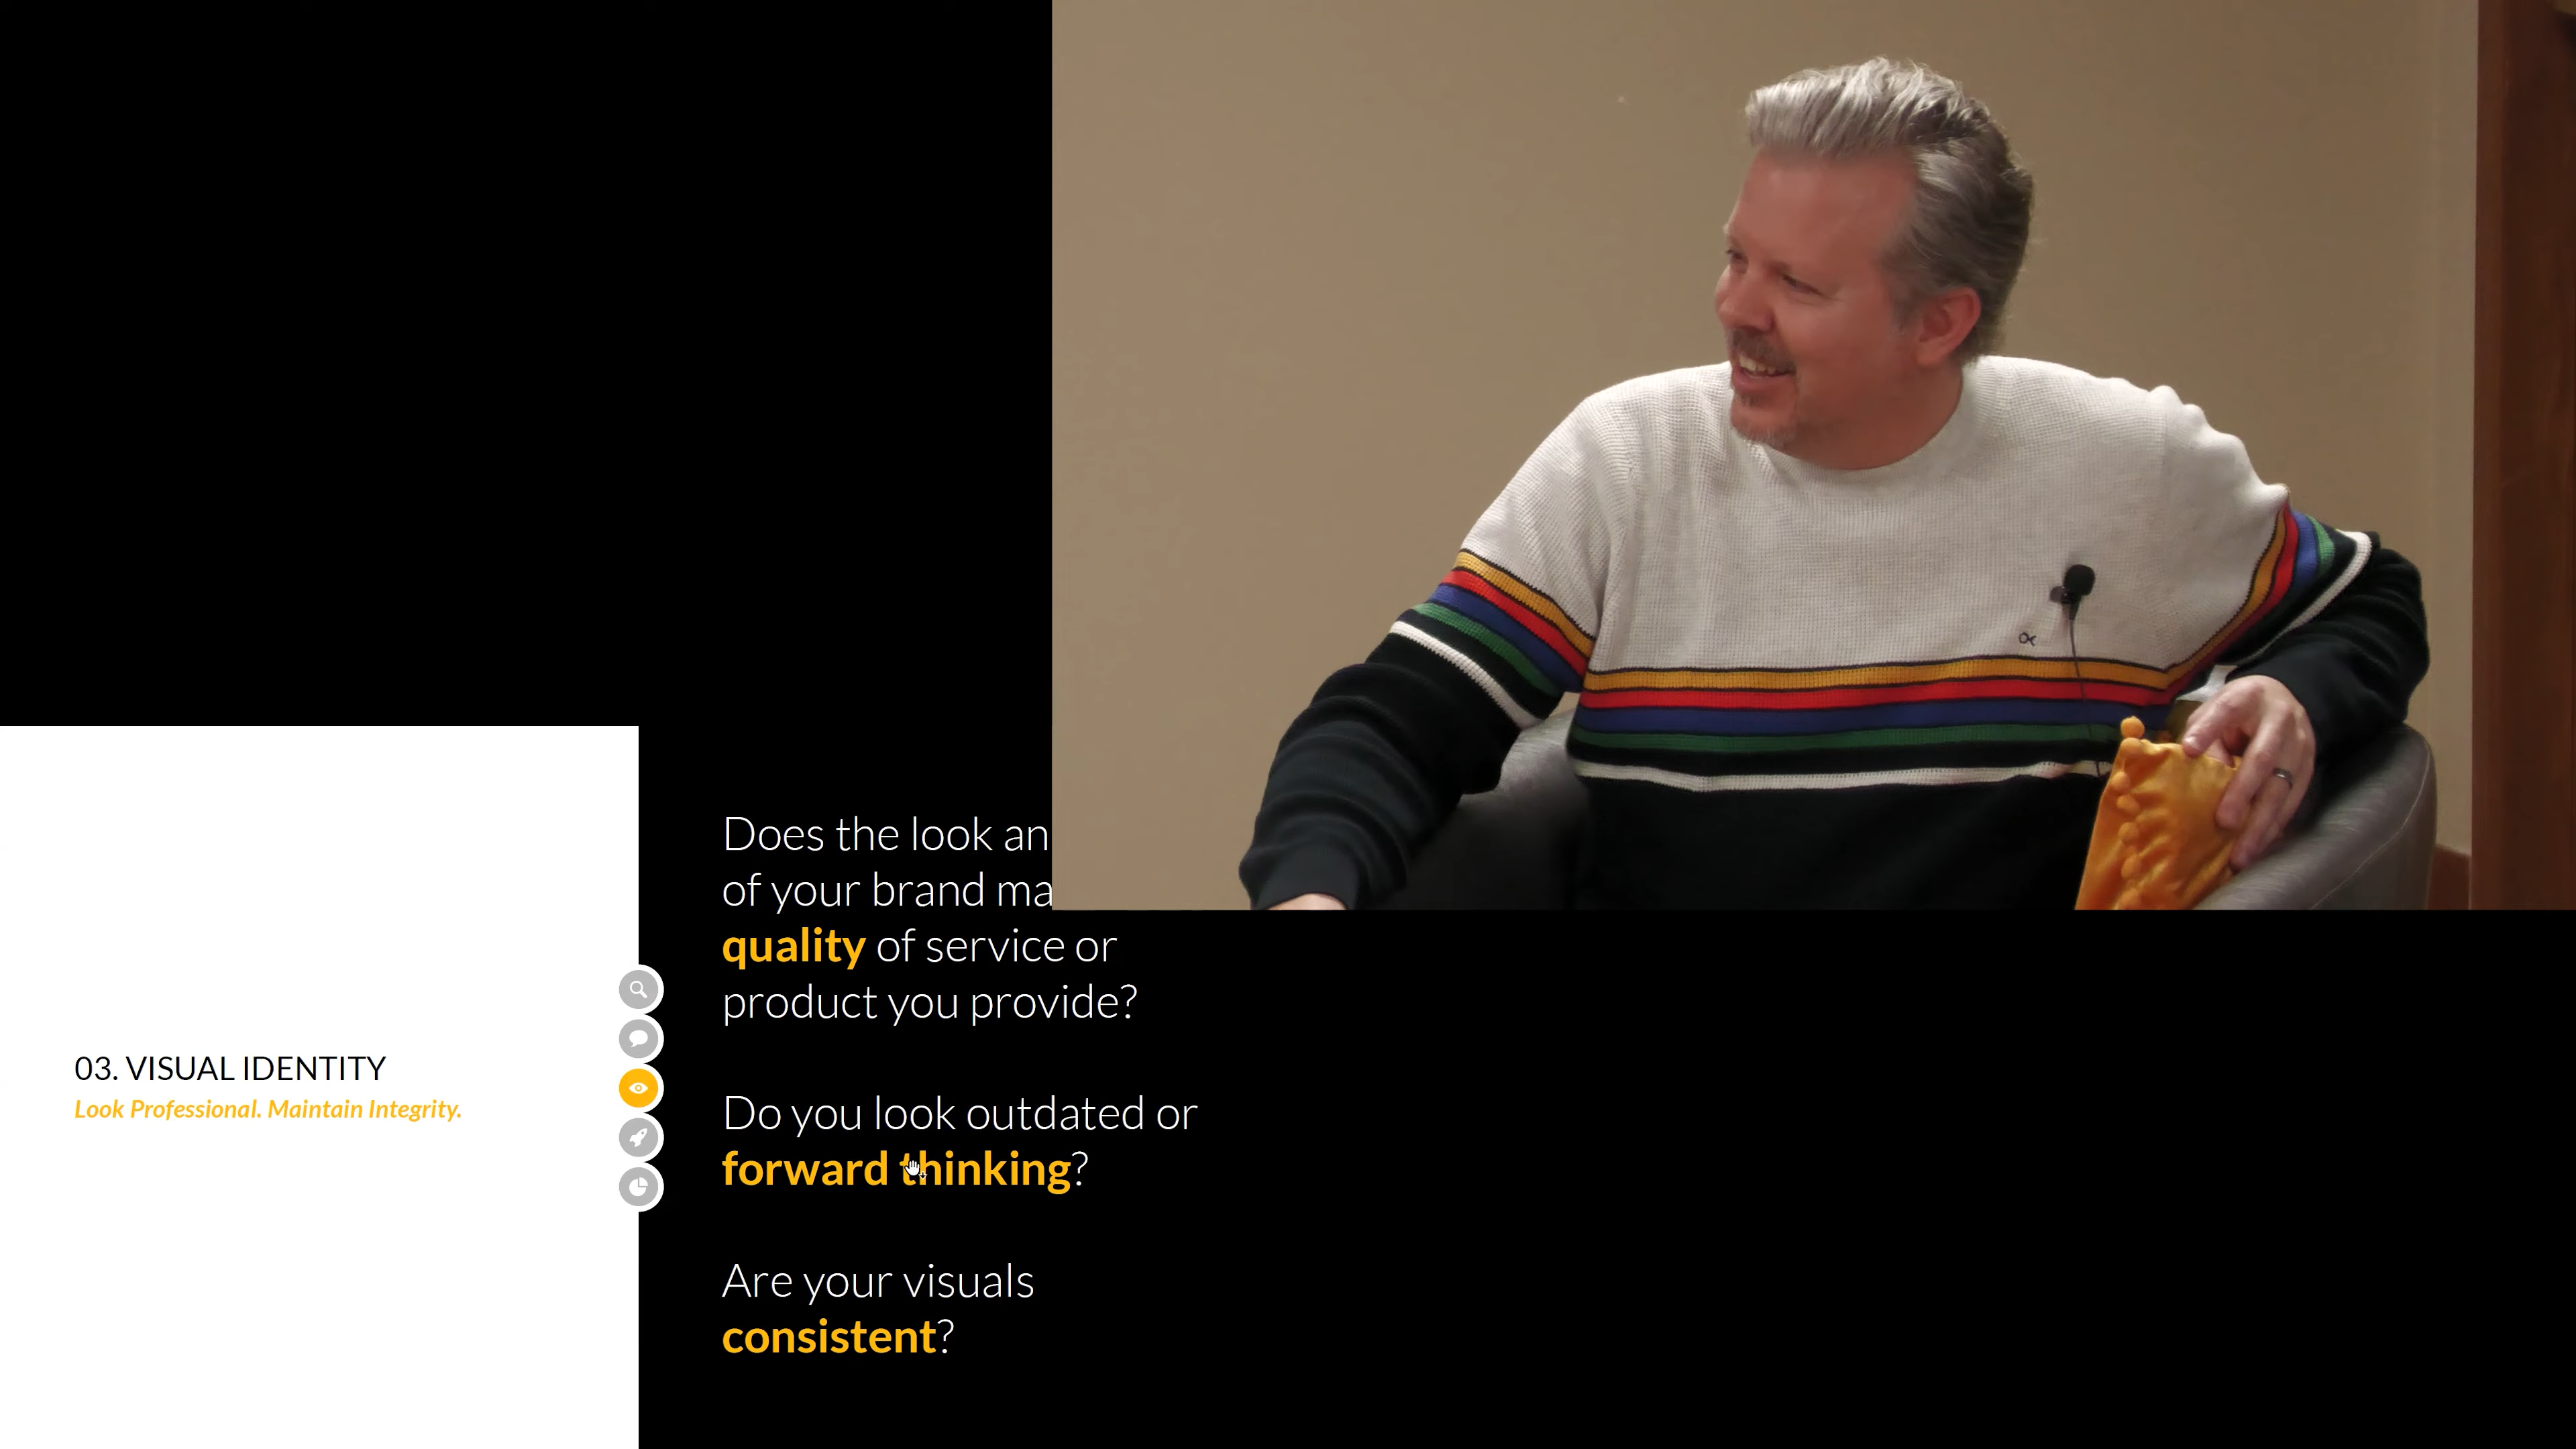 Does the look an
of your brand ma
quality of service or
product you provide?
03. VISUAL IDENTITY
Look Professional. Maintain Integrity.
Do you look outdated or
forward thinking?
Are your visuals
consistent?